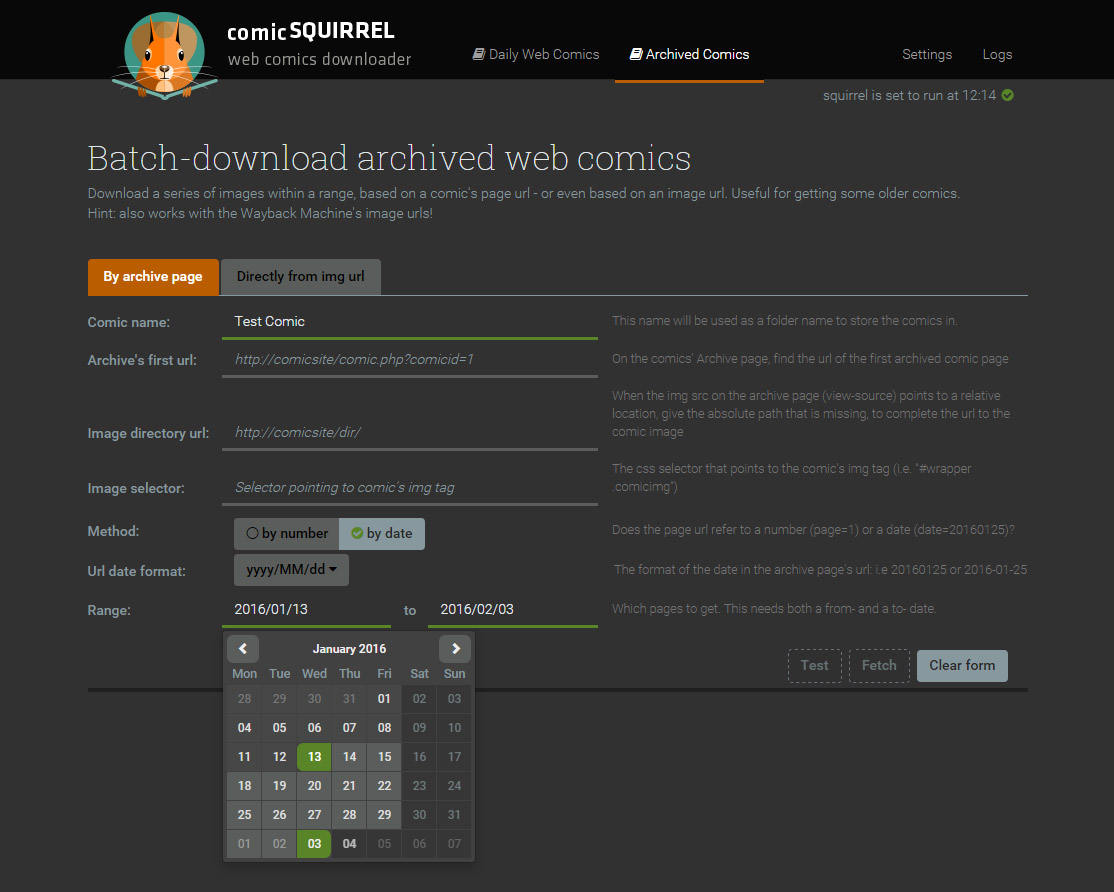 comicSQUIRREL
web comics downloader
Daily Web Comics
Archived Comics
Settings
Logs
squirrel is set to run at 12:14
Batch-download archived web comics
Download a series of images within a range, based on a comic's page url - or even based on an image url. Useful for getting some older comics.
Hint: also works with the Wayback Machine's image urls!
By archive page
Directly from img url
Comic name:
Test Comic
This name will be used as a folder name to store the comics in.
Archive's first url:
http://comicsite/comic.php?comicid=1
On the comics' Archive page, find the url of the first archived comic page
When the img src on the archive page (view-source) points to a relative
location, give the absolute path that is missing, to complete the url to the
comic image
Image directory url:
http://comicsite/dir/
The css selector that points to the comic's img tag (i.e. "#wrapper
.comicimg")
Image selector:
Selector pointing to comic's img tag
Method:
by number
by date
Does the page url refer to a number (page=1) or a date (date=20160125)?
Url date format:
yyyy/MM/dd
The format of the date in the archive page's url: i.e 20160125 or 2016-01-25
Range:
2016/01/13
to
2016/02/03
Which pages to get. This needs both a from- and a to- date.
January 2016
Mon Tue Wed Thu Fri Sat Sun
28 29 30 31 01 02 03
04 05 06 07 08 09 10
11 12 13 14 15 16 17
18 19 20 21 22 23 24
25 26 27 28 29 30 31
01 02 03 04 05 06 07
Test
Fetch
Clear form